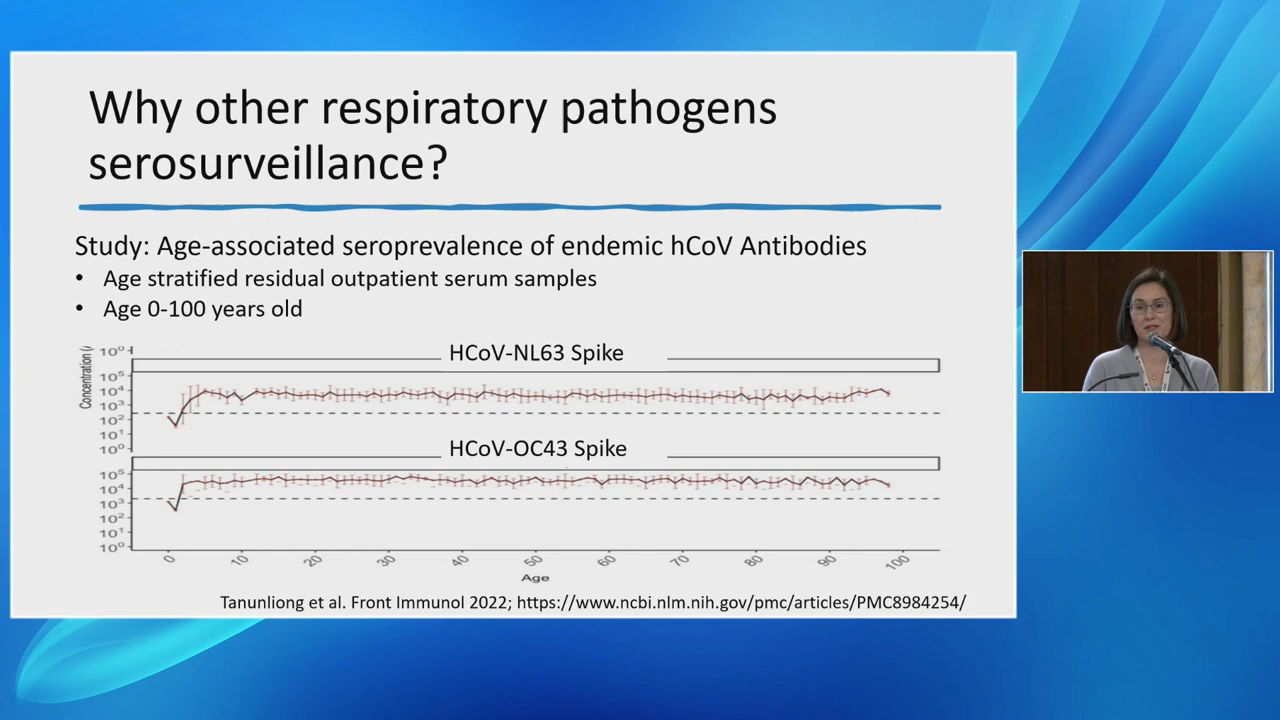 Why other respiratory pathogens
serosurveillance?
Study: Age-associated seroprevalence of endemic hCoV Antibodies
• Age stratified residual outpatient serum samples
• Age 0-100 years old
HCoV-NL63 Spike
Concentration
10⁵
10⁴
10³
10²
10¹
10⁰
HCoV-OC43 Spike
10⁵
10⁴
10³
10²
10¹
10⁰
0 10 20 30 40 50 60 70 80 90 100
Age
Tanunliong et al. Front Immunol 2022; https://www.ncbi.nlm.nih.gov/pmc/articles/PMC8984254/